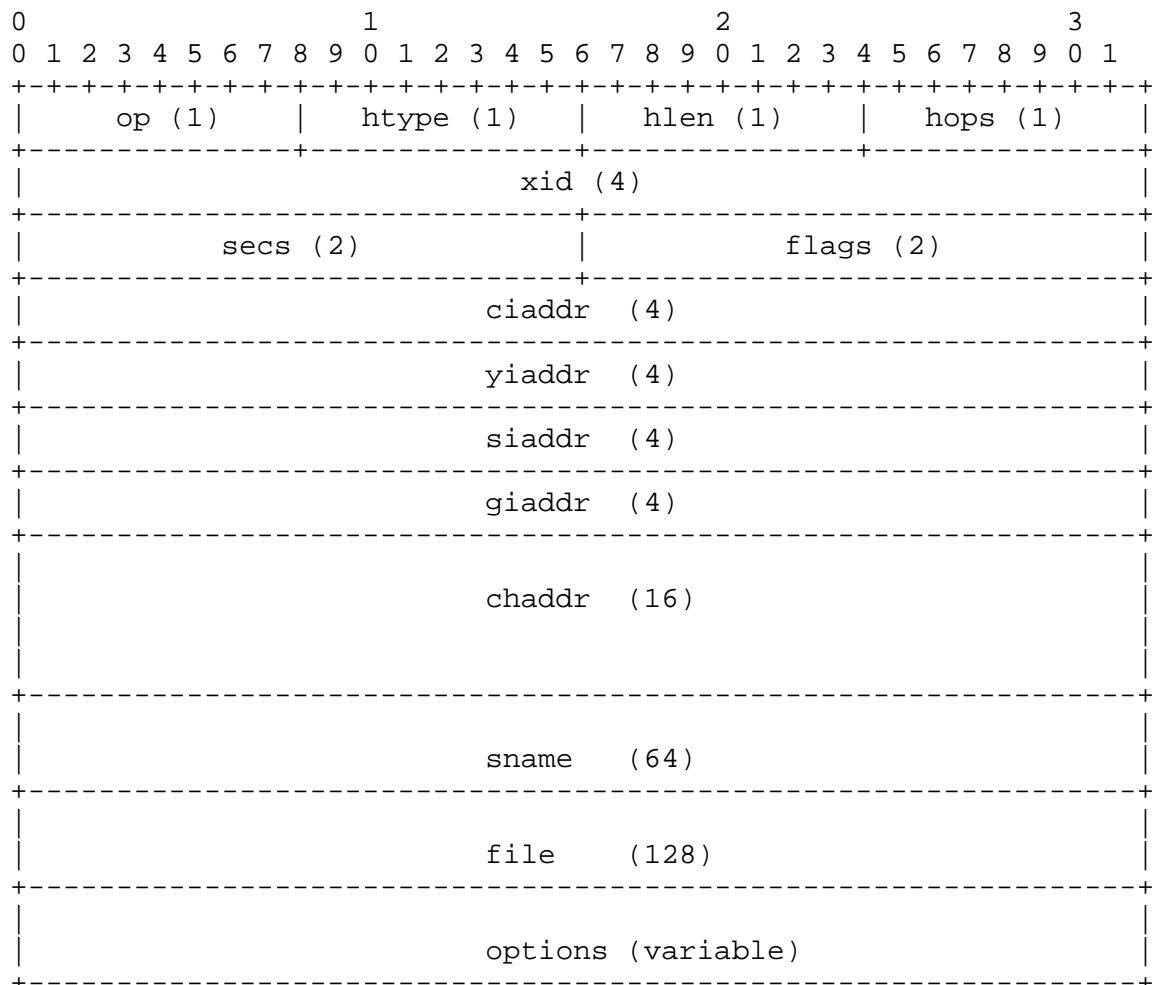 0                   1                   2                   3
0 1 2 3 4 5 6 7 8 9 0 1 2 3 4 5 6 7 8 9 0 1 2 3 4 5 6 7 8 9 0 1
+-+-+-+-+-+-+-+-+-+-+-+-+-+-+-+-+-+-+-+-+-+-+-+-+-+-+-+-+-+-+-+-+
|     op (1)    |   htype (1)   |   hlen (1)    |   hops (1)    |
+---------------+---------------+---------------+---------------+
|                            xid (4)                            |
+-------------------------------+-------------------------------+
|           secs (2)            |           flags (2)           |
+-------------------------------+-------------------------------+
|                          ciaddr  (4)                          |
+---------------------------------------------------------------+
|                          yiaddr  (4)                          |
+---------------------------------------------------------------+
|                          siaddr  (4)                          |
+---------------------------------------------------------------+
|                          giaddr  (4)                          |
+---------------------------------------------------------------+
|                                                               |
|                          chaddr  (16)                         |
|                                                               |
|                                                               |
+---------------------------------------------------------------+
|                                                               |
|                          sname   (64)                         |
+---------------------------------------------------------------+
|                                                               |
|                          file    (128)                        |
+---------------------------------------------------------------+
|                                                               |
|                          options (variable)                   |
+---------------------------------------------------------------+